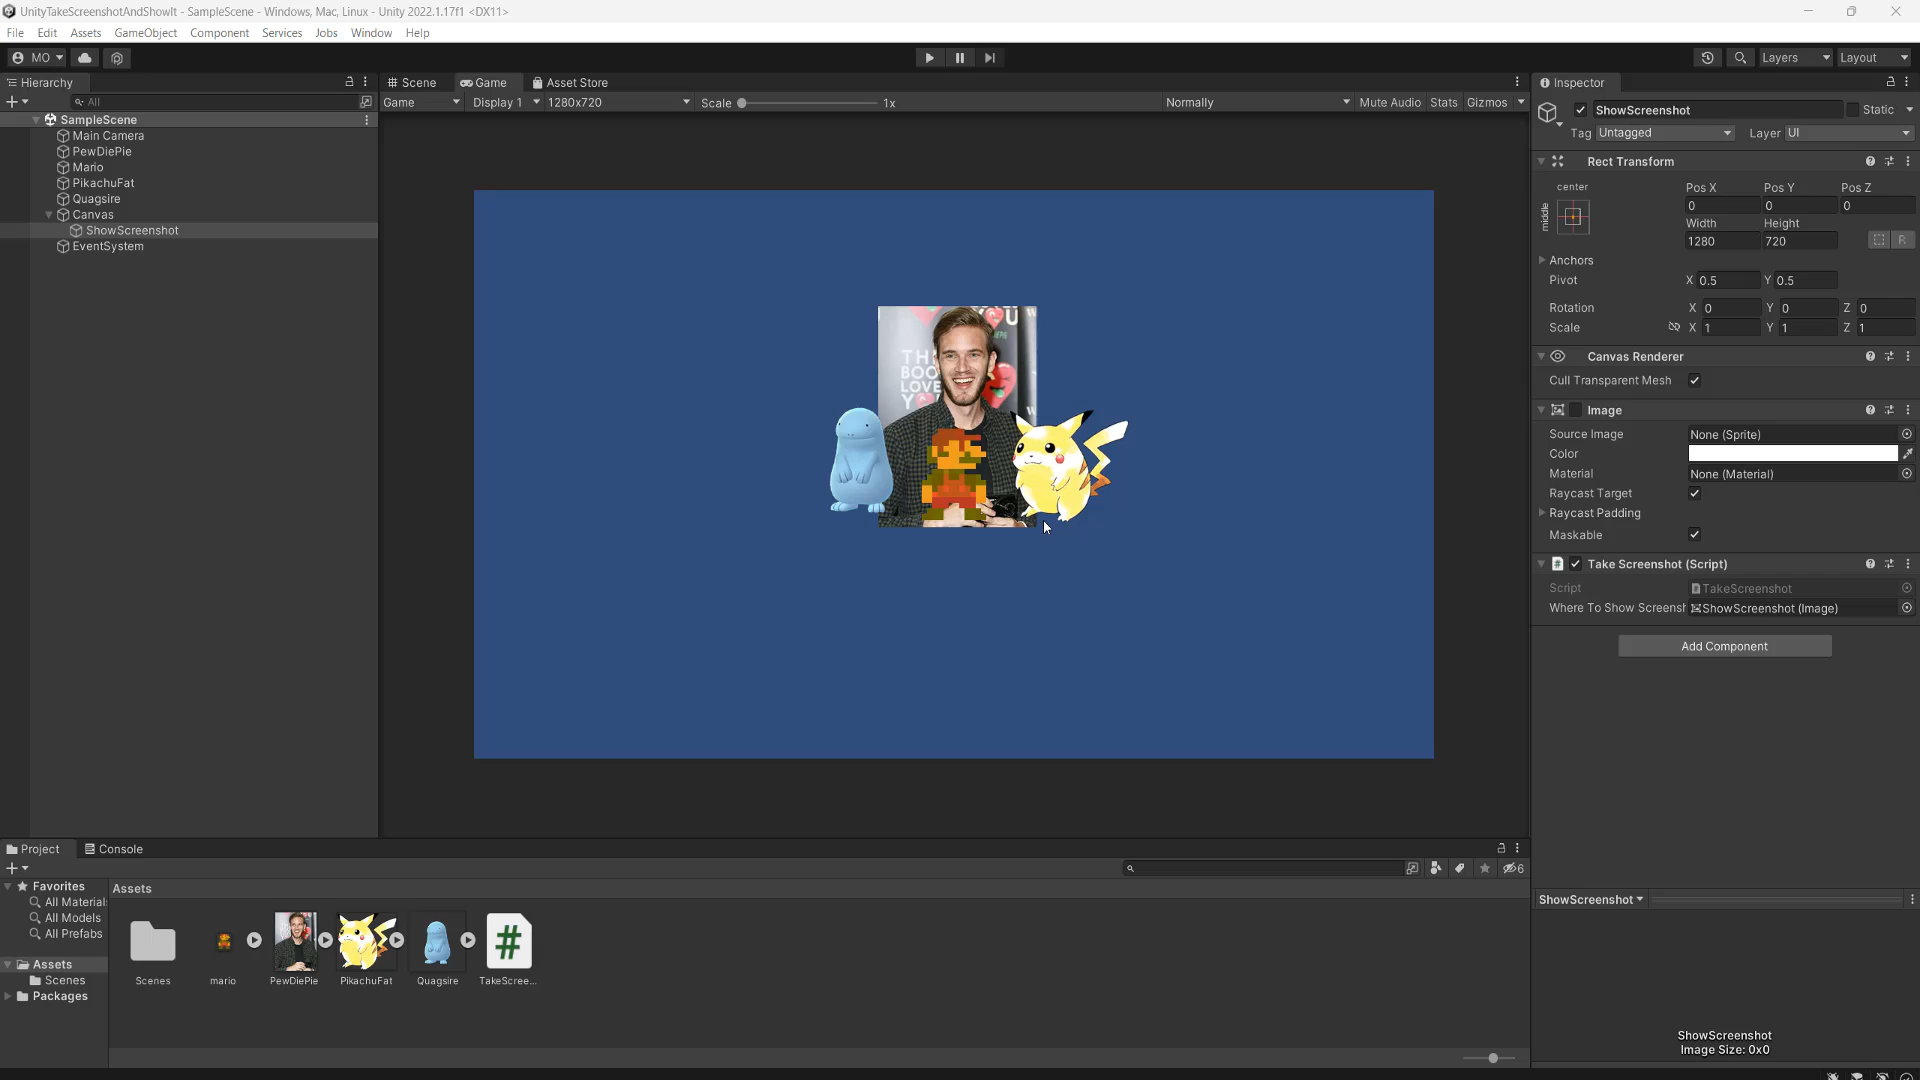 UnityTakeScreenshotAndShowIt - SampleScene - Windows, Mac, Linux - Unity 2022.1.17f1 <DX11>
File Edit Assets GameObject Component Services Jobs Window Help
MO Layers Layout
Hierarchy Scene Game Asset Store Inspector
All Game Display 1 1280x720 Scale 1x Normally Mute Audio Stats Gizmos
ShowScreenshot Static
Tag Untagged Layer UI
SampleScene
Main Camera
PewDiePie
Mario
PikachuFat
Quagsire
Canvas
ShowScreenshot
EventSystem
Rect Transform
center
middle
Pos X Pos Y Pos Z
0 0 0
Width Height
1280 720
R
Anchors
Pivot X 0.5 Y 0.5
Rotation X 0 Y 0 Z 0
Scale X 1 Y 1 Z 1
Canvas Renderer
Cull Transparent Mesh
Image
Source Image None (Sprite)
Color
Material None (Material)
Raycast Target
Raycast Padding
Maskable
Take Screenshot (Script)
Script TakeScreenshot
Where To Show Screensh ShowScreenshot (Image)
Add Component
BOO
LOVE
Project Console
6
Favorites
All Material
All Models
All Prefabs
Assets
Scenes
Packages
Assets
Scenes mario PewDiePie PikachuFat Quagsire TakeScree...
ShowScreenshot
ShowScreenshot
Image Size: 0x0